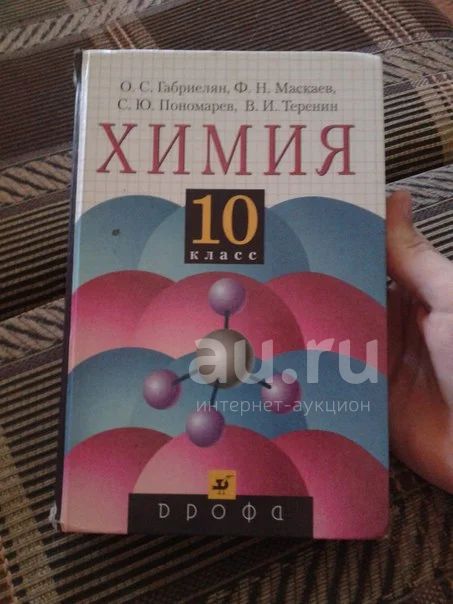 О. С. Габриелян, Ф. Н. Маскаев,
С. Ю. Пономарев, В. И. Теренин
ХИМИЯ
10
класс
au.ru
интернет-аукцион
ДРОФА